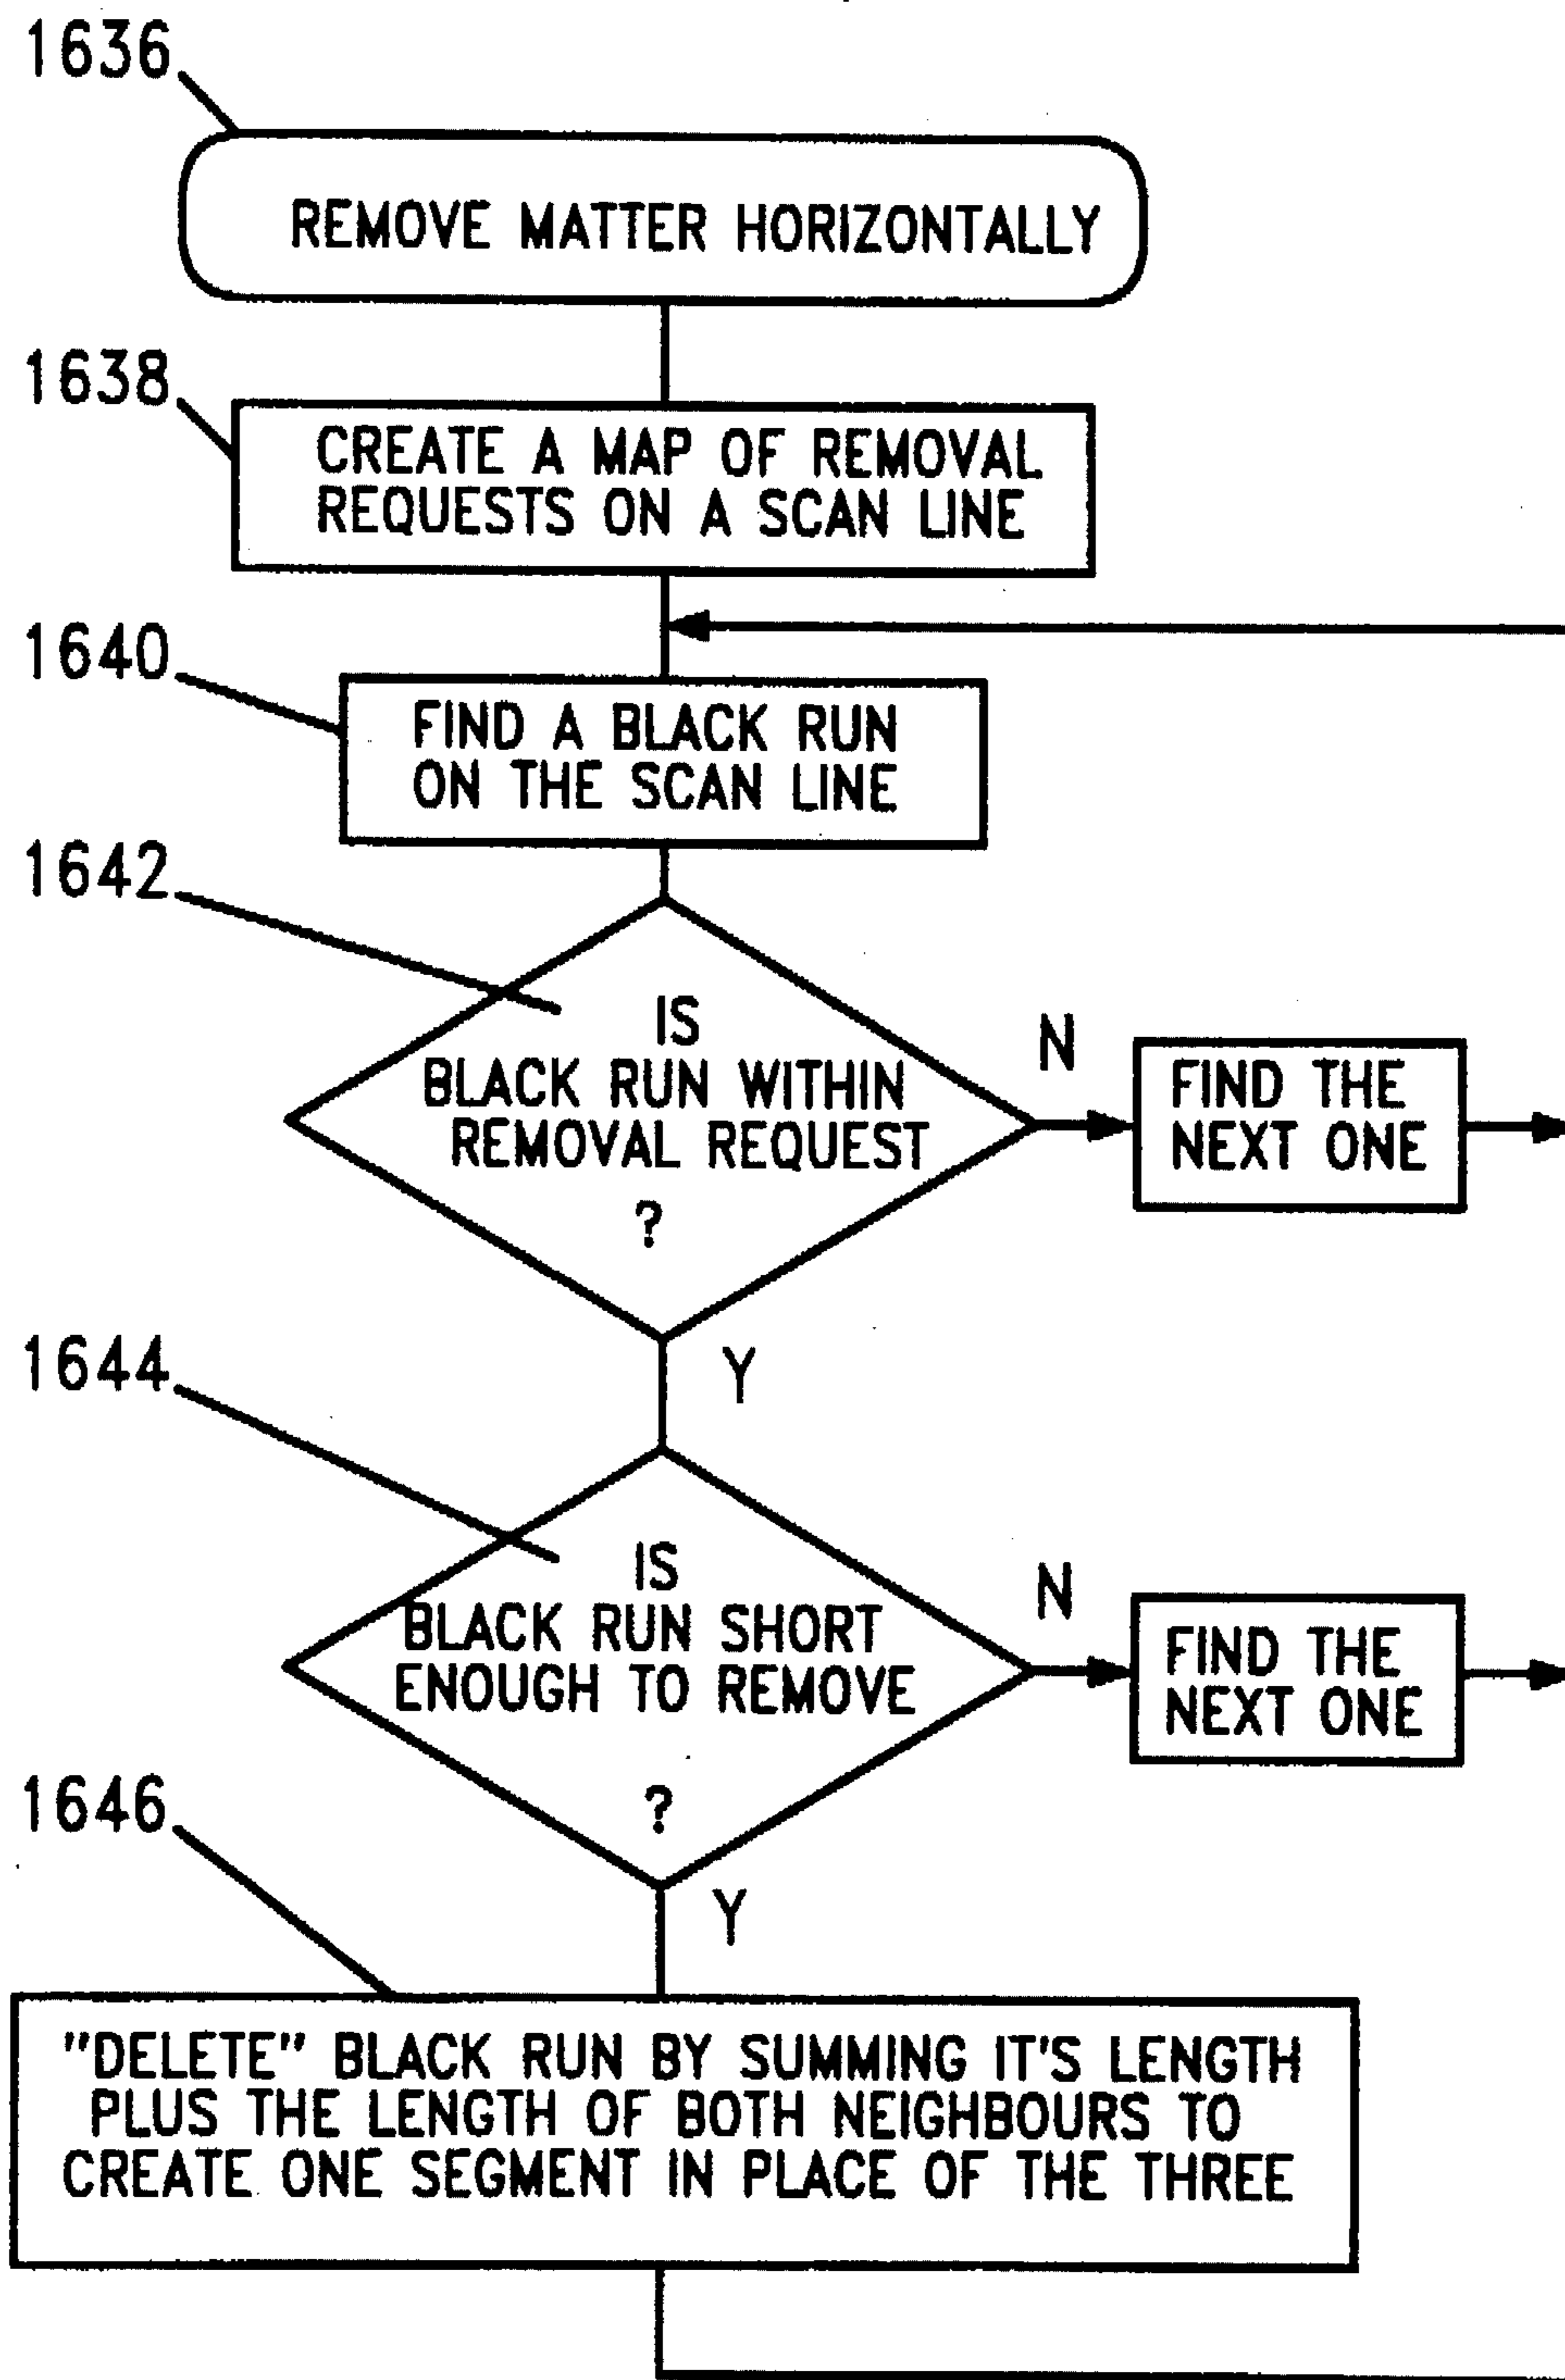 1636
REMOVE MATTER HORIZONTALLY
1638
CREATE A MAP OF REMOVAL
REQUESTS ON A SCAN LINE
1640
FIND A BLACK RUN
ON THE SCAN LINE
1642
IS
BLACK RUN WITHIN
REMOVAL REQUEST
?
N
FIND THE
NEXT ONE
Y
1644
IS
BLACK RUN SHORT
ENOUGH TO REMOVE
?
N
FIND THE
NEXT ONE
Y
1646
"DELETE" BLACK RUN BY SUMMING IT'S LENGTH
PLUS THE LENGTH OF BOTH NEIGHBOURS TO
CREATE ONE SEGMENT IN PLACE OF THE THREE